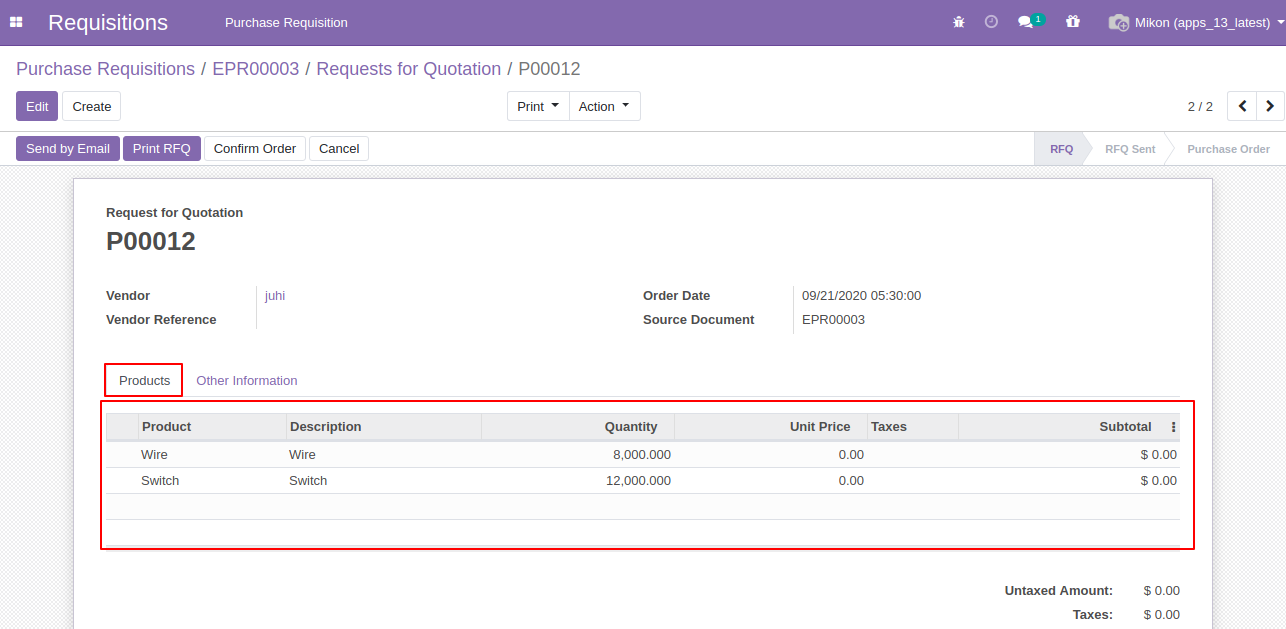 Requisitions Purchase Requisition 1 Mikon (apps_13_latest)
Purchase Requisitions / EPR00003 / Requests for Quotation / P00012
Edit Create Print Action 2 / 2
Send by Email Print RFQ Confirm Order Cancel RFQ RFQ Sent Purchase Order
Request for Quotation
P00012
Vendor juhi Order Date 09/21/2020 05:30:00
Vendor Reference Source Document EPR00003
Products Other Information
Product Description Quantity Unit Price Taxes Subtotal
Wire Wire 8,000.000 0.00 $ 0.00
Switch Switch 12,000.000 0.00 $ 0.00
Untaxed Amount: $ 0.00
Taxes: $ 0.00